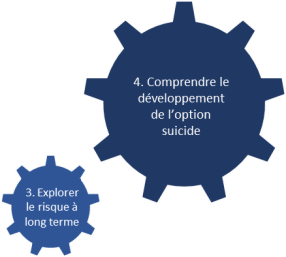 4. Comprendre le
développement
de l'option
suicide
3. Explorer
le risque à
long terme